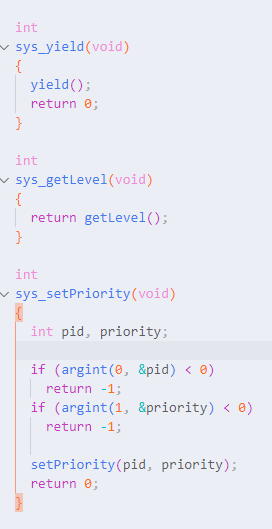 int
sys_yield(void)
{
  yield();
  return 0;
}

int
sys_getLevel(void)
{
  return getLevel();
}

int
sys_setPriority(void)
{
  int pid, priority;

  if (argint(0, &pid) < 0)
    return -1;
  if (argint(1, &priority) < 0)
    return -1;

  setPriority(pid, priority);
  return 0;
}